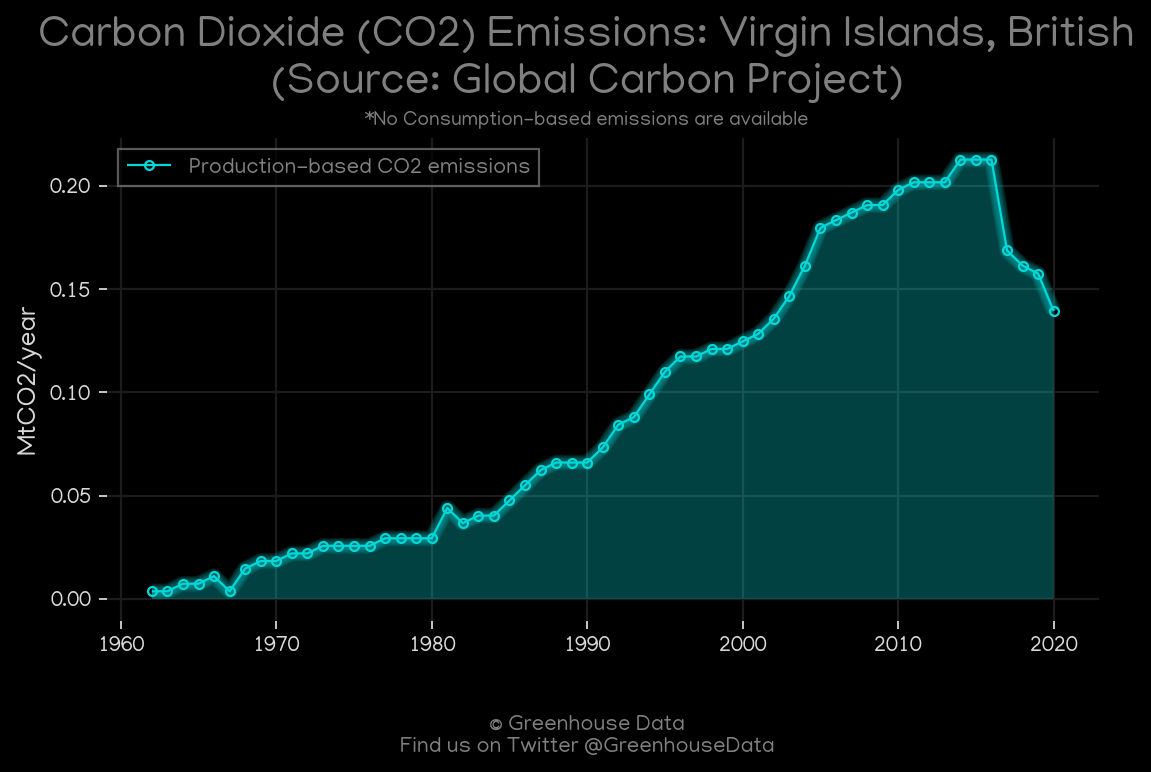 Carbon Dioxide (CO2) Emissions: Virgin Islands, British
(Source: Global Carbon Project)
*No Consumption-based emissions are available
Production-based CO2 emissions
MtCO2/year
0.20
0.15
0.10
0.05
0.00
1960 1970 1980 1990 2000 2010 2020
© Greenhouse Data
Find us on Twitter @GreenhouseData